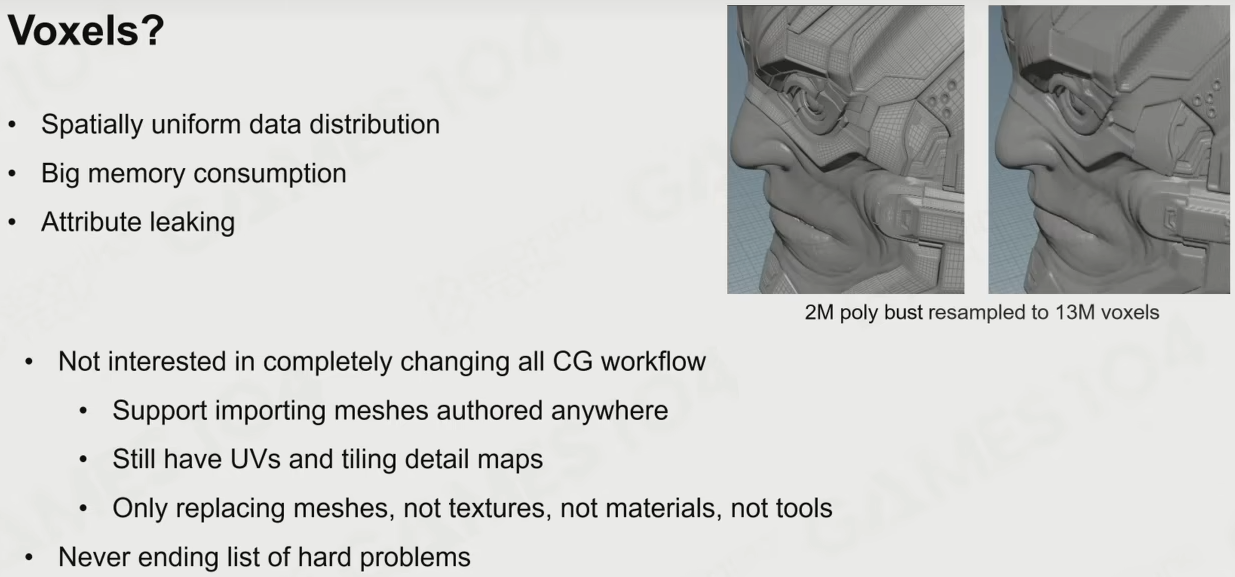 Voxels?
• Spatially uniform data distribution
• Big memory consumption
• Attribute leaking
2M poly bust resampled to 13M voxels
• Not interested in completely changing all CG workflow
• Support importing meshes authored anywhere
• Still have UVs and tiling detail maps
• Only replacing meshes, not textures, not materials, not tools
• Never ending list of hard problems
GAMES104